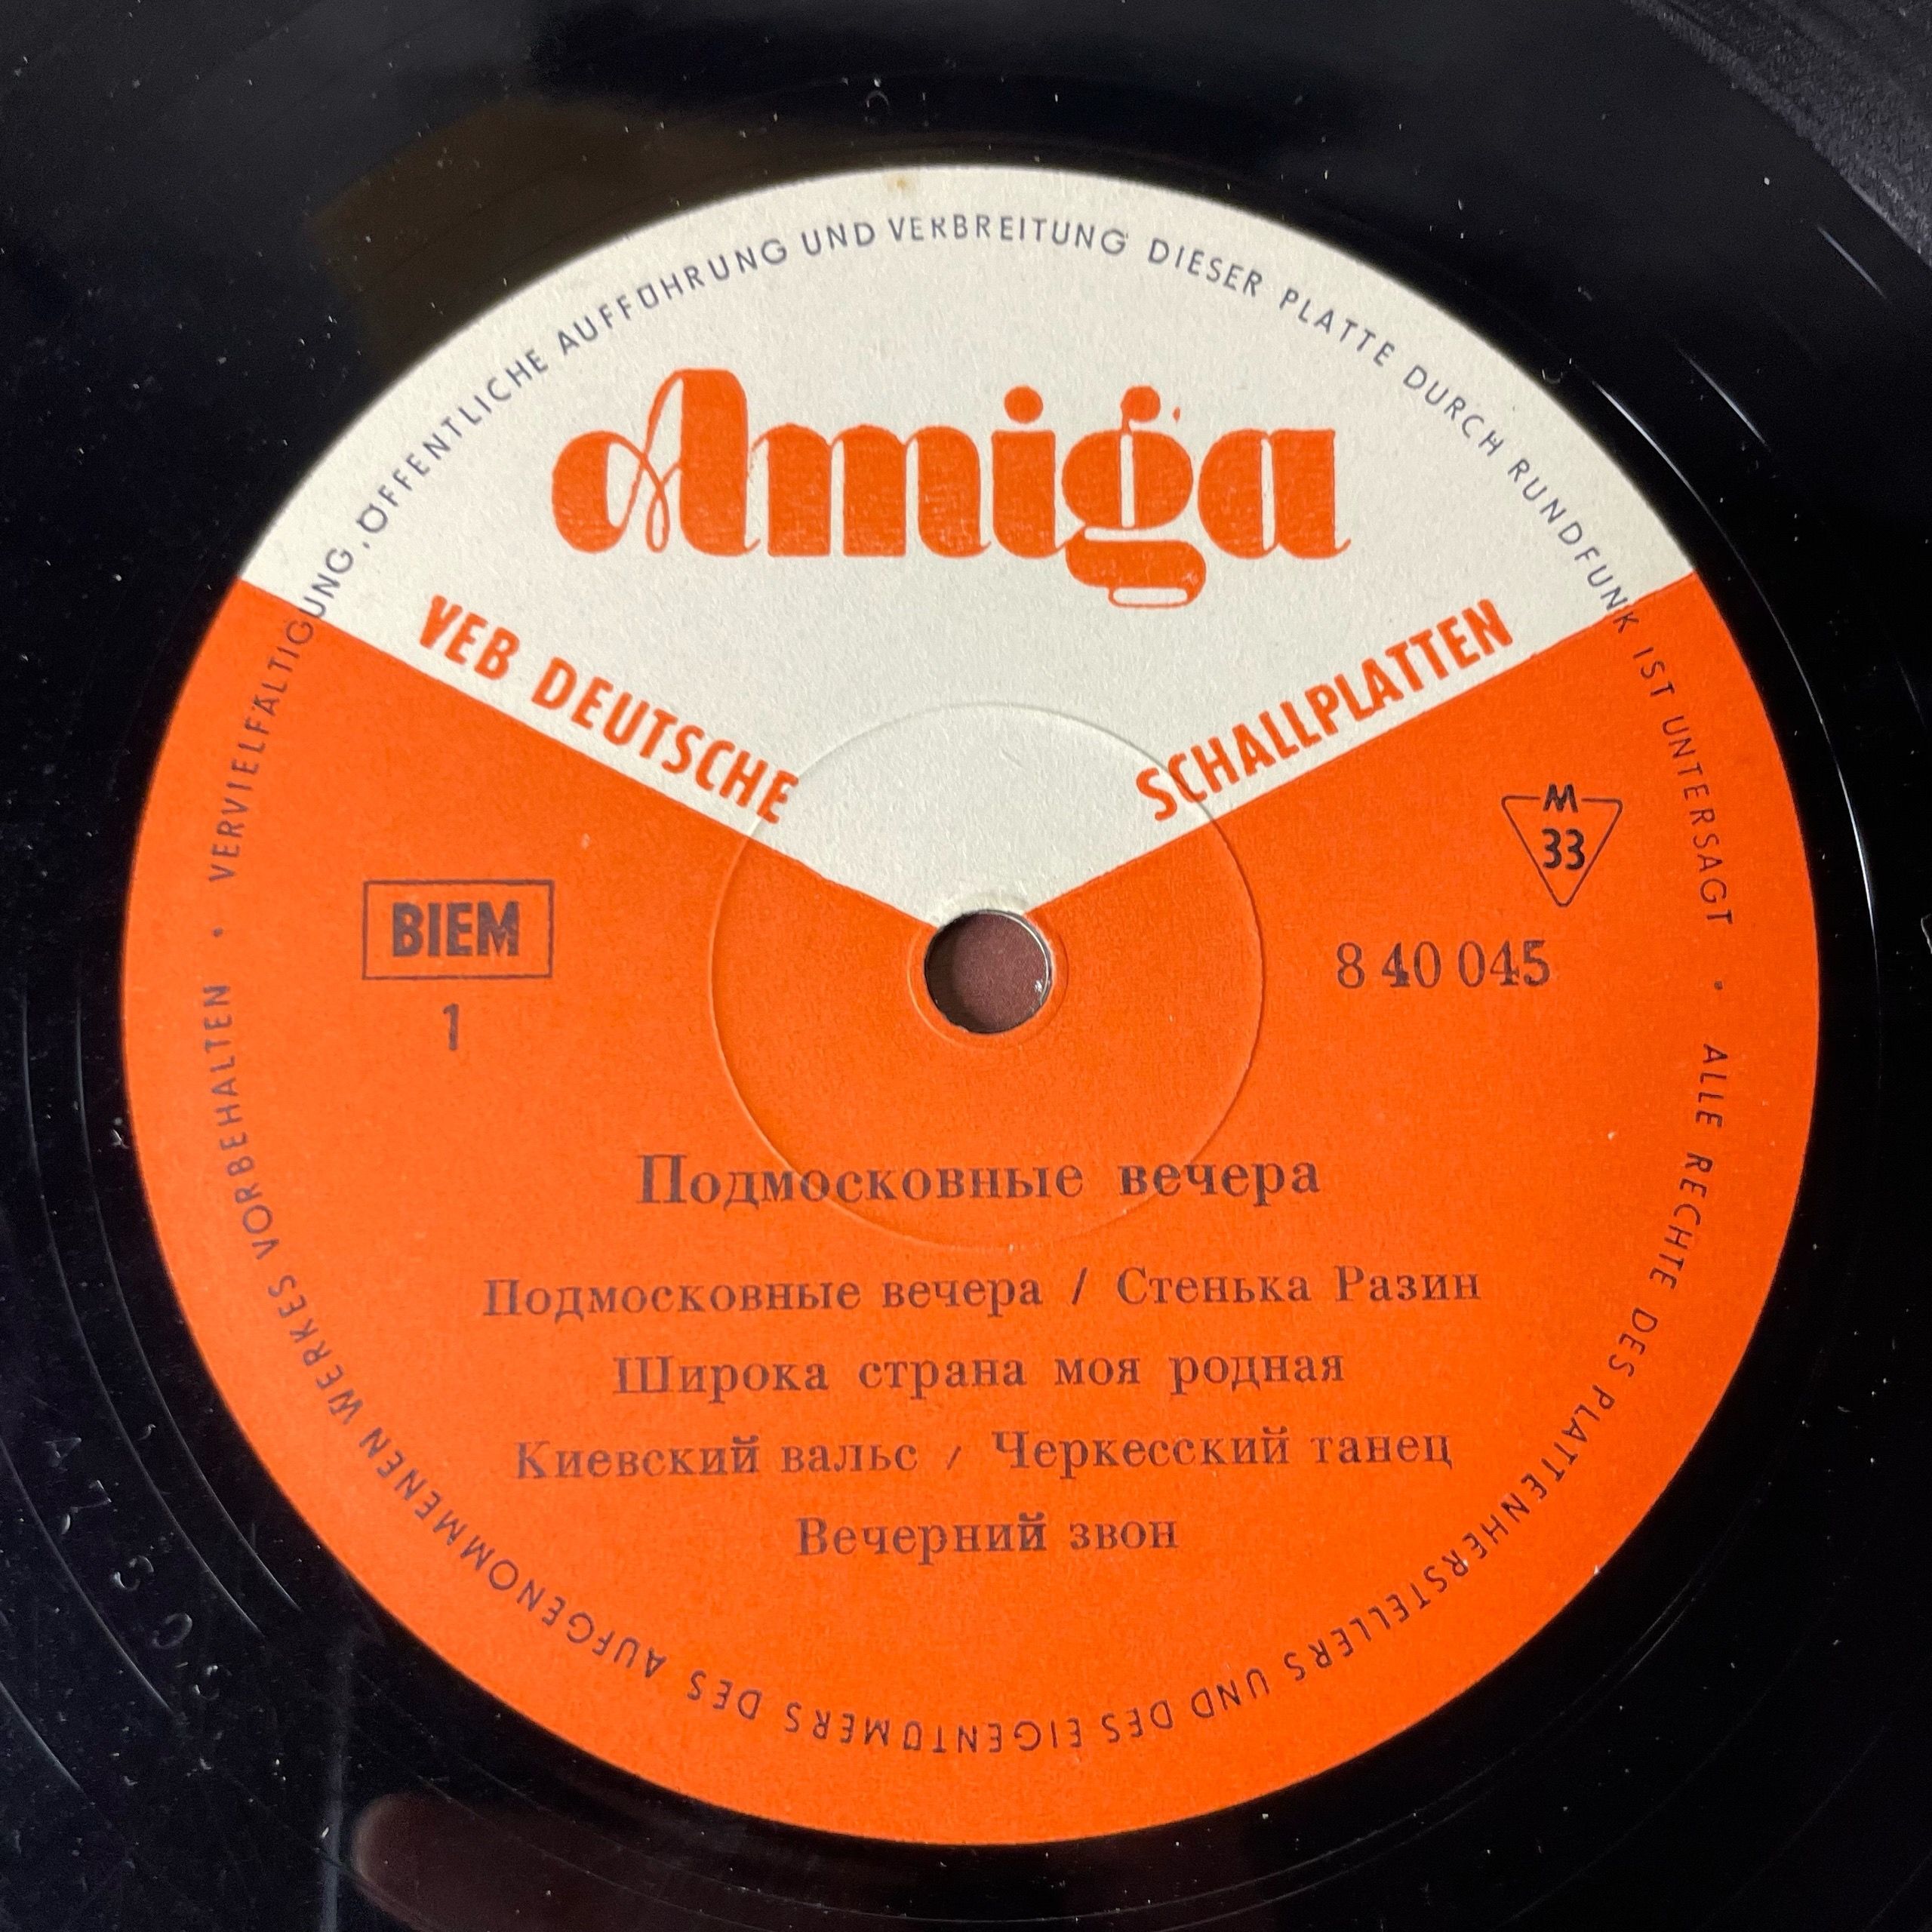 VERVIELFÄLTIGUNG, ÖFFENTLICHE AUFFÜHRUNG UND VERBREITUNG DIESER PLATTE DURCH RUNDFUNK IST UNTERSAGT • ALLE RECHTE DES PLATTENHERSTELLERS UND DES EIGENTÜMERS DES AUFGENOMMENEN WERKES VORBEHALTEN •
Amiga
VEB DEUTSCHE SCHALLPLATTEN
M
33
BIEM
8 40 045
1
Подмосковные вечера
Подмосковные вечера / Стенька Разин
Широка страна моя родная
Киевский вальс / Черкесский танец
Вечерний звон